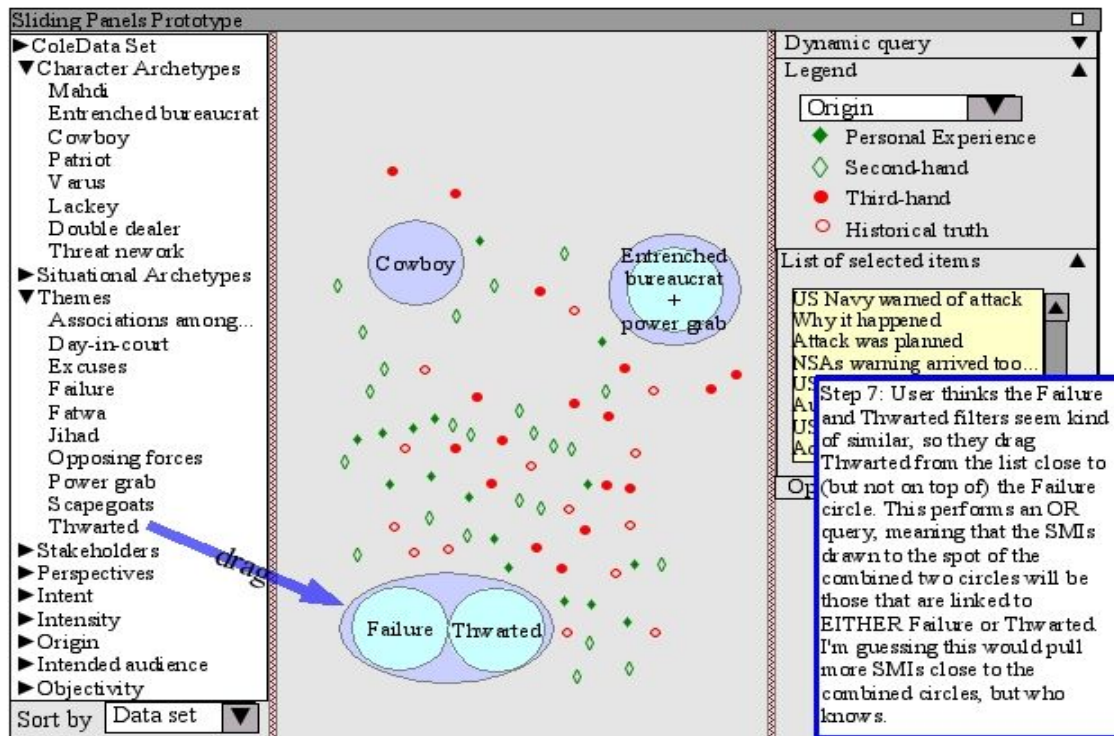 Sliding Panels Prototype
ColeData Set
Character Archetypes
Mahdi
Entrenched bureaucrat
Cowboy
Patriot
Varus
Lackey
Double dealer
Threat nework
Situational Archetypes
Themes
Associations among...
Day-in-court
Excuses
Failure
Fatwa
Jihad
Opposing forces
Power grab
Scapegoats
Thwarted
Stakeholders
Perspectives
Intent
Intensity
Origin
Intended audience
Objectivity
Sort by Data set
drag
Cowboy
Entrenched
bureaucrat
+
power grab
Failure
Thwarted
Dynamic query
Legend
Origin
Personal Experience
Second-hand
Third-hand
Historical truth
List of selected items
US Navy warned of attack
Why it happened
Attack was planned
NSAs warning arrived too...
US
Au
US
Op
Step 7: User thinks the Failure
and Thwarted filters seem kind
of similar, so they drag
Thwarted from the list close to
(but not on top of) the Failure
circle. This performs an OR
query, meaning that the SMIs
drawn to the spot of the
combined two circles will be
those that are linked to
EITHER Failure or Thwarted.
I'm guessing this would pull
more SMIs close to the
combined circles, but who
knows.